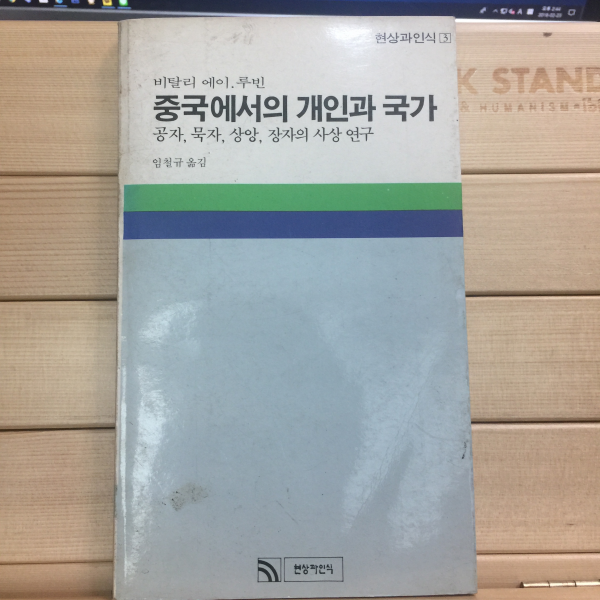 현상과인식 3
비탈리 에이.루빈
중국에서의 개인과 국가
공자, 묵자, 상앙, 장자의 사상 연구
임철규 옮김
현상과인식
K STAND
HUMANISM